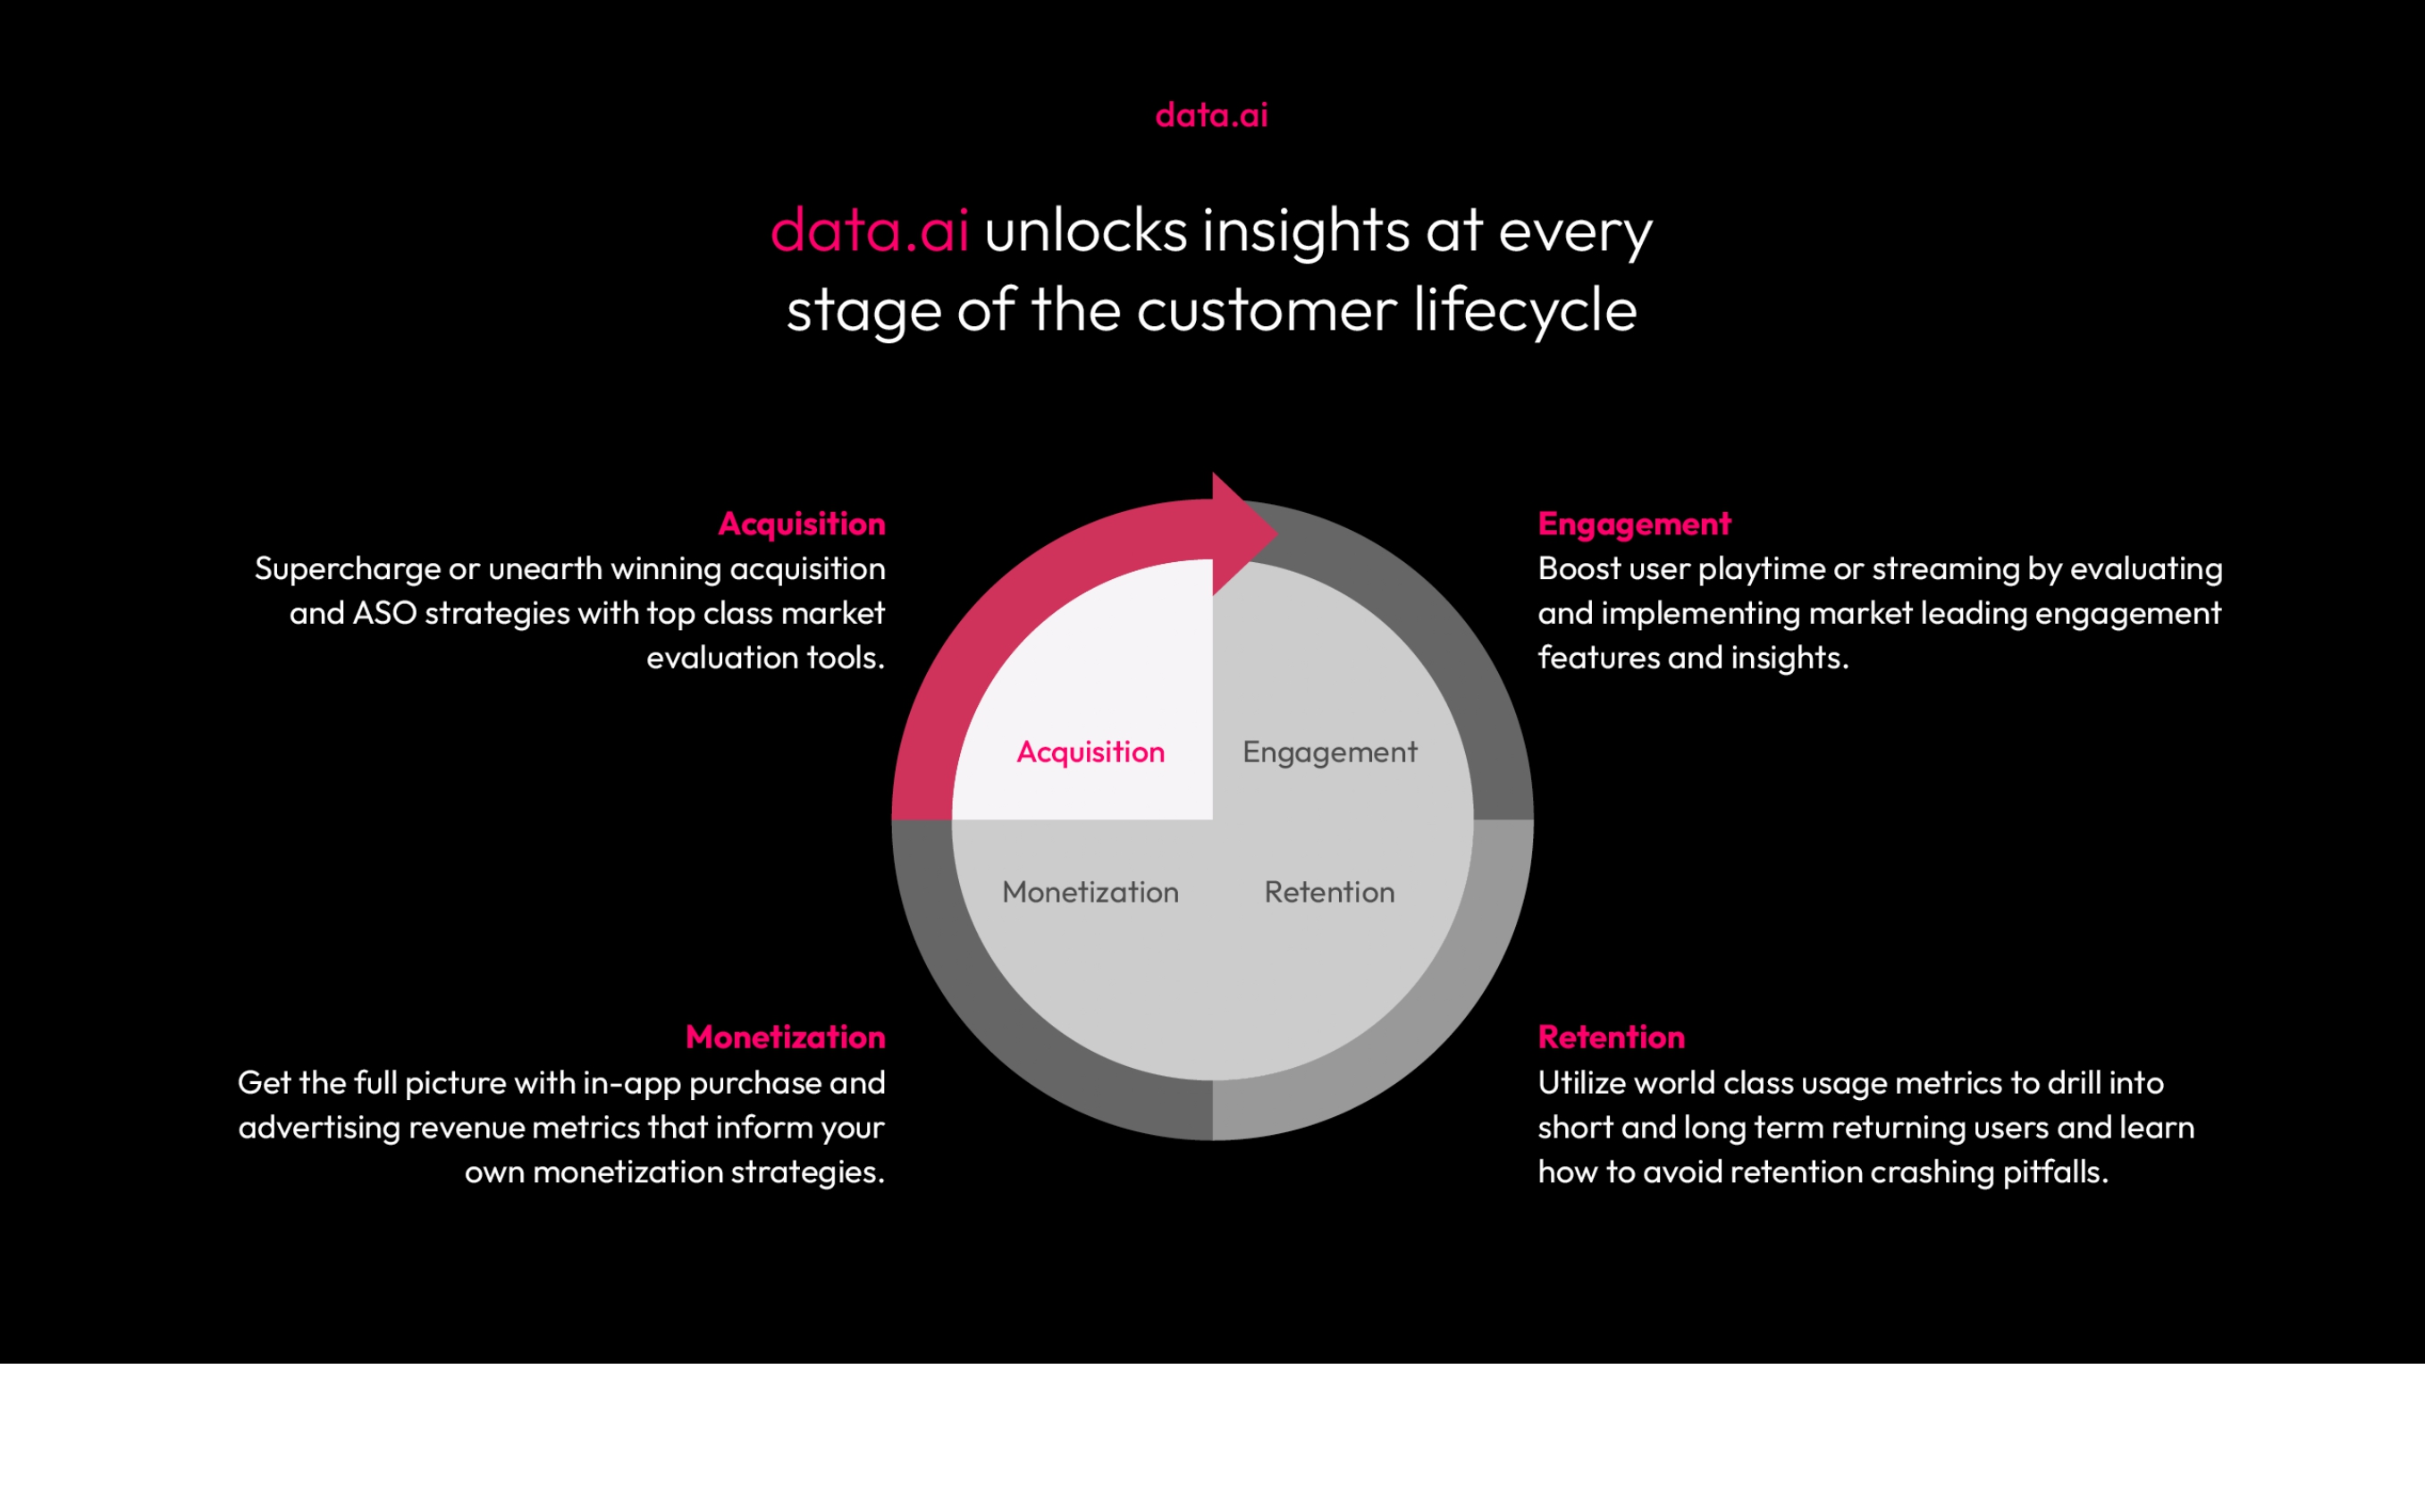 data.ai
data.ai unlocks insights at every
stage of the customer lifecycle
Acquisition
Supercharge or unearth winning acquisition
and ASO strategies with top class market
evaluation tools.
Engagement
Boost user playtime or streaming by evaluating
and implementing market leading engagement
features and insights.
Acquisition
Engagement
Monetization
Retention
Monetization
Get the full picture with in-app purchase and
advertising revenue metrics that inform your
own monetization strategies.
Retention
Utilize world class usage metrics to drill into
short and long term returning users and learn
how to avoid retention crashing pitfalls.